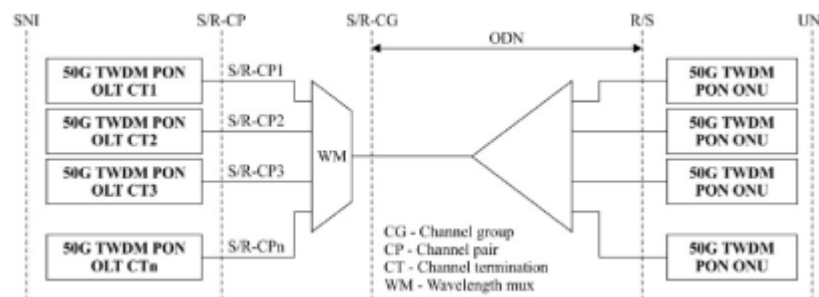 SNI S/R-CP S/R-CG R/S UN
ODN
50G TWDM PON
OLT CT1
S/R-CP1
50G TWDM
PON ONU
50G TWDM PON
OLT CT2
S/R-CP2
50G TWDM
PON ONU
WM
50G TWDM PON
OLT CT3
S/R-CP3
50G TWDM
PON ONU
50G TWDM PON
OLT CTn
S/R-CPn
50G TWDM
PON ONU
CG - Channel group
CP - Channel pair
CT - Channel termination
WM - Wavelength mux